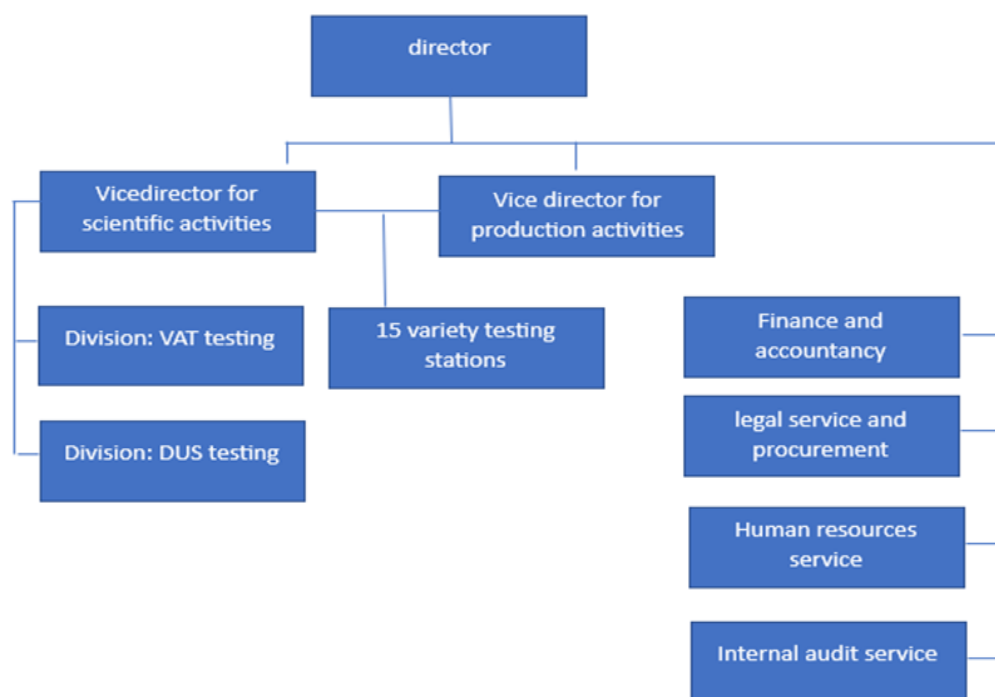 director
Vicedirector for
scientific activities
Vice director for
production activities
Division: VAT testing
15 variety testing
stations
Finance and
accountancy
Division: DUS testing
legal service and
procurement
Human resources
service
Internal audit service